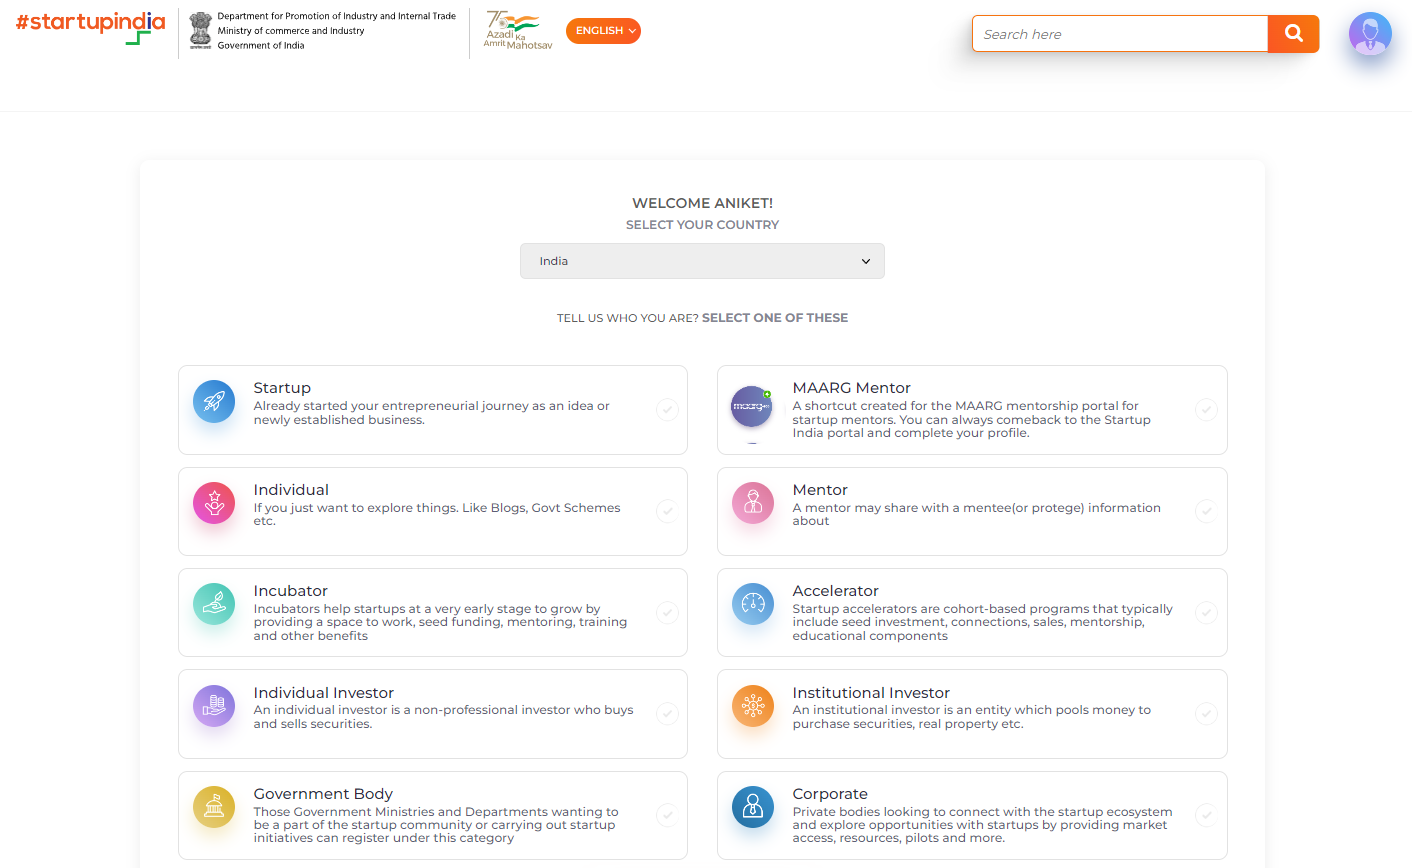 #startupindia
Department for Promotion of Industry and Internal Trade
Ministry of commerce and Industry
Government of India
75
Azadi Ka
Amrit Mahotsav
ENGLISH
Search here
WELCOME ANIKET!
SELECT YOUR COUNTRY
India
TELL US WHO YOU ARE? SELECT ONE OF THESE
Startup
Already started your entrepreneurial journey as an idea or
newly established business.
MAARG Mentor
maarg
A shortcut created for the MAARG mentorship portal for
startup mentors. You can always comeback to the Startup
India portal and complete your profile.
Individual
If you just want to explore things. Like Blogs, Govt Schemes
etc.
Mentor
A mentor may share with a mentee(or protege) information
about
Incubator
Incubators help startups at a very early stage to grow by
providing a space to work, seed funding, mentoring, training
and other benefits
Accelerator
Startup accelerators are cohort-based programs that typically
include seed investment, connections, sales, mentorship,
educational components
Individual Investor
An individual investor is a non-professional investor who buys
and sells securities.
Institutional Investor
An institutional investor is an entity which pools money to
purchase securities, real property etc.
Government Body
Those Government Ministries and Departments wanting to
be a part of the startup community or carrying out startup
initiatives can register under this category
Corporate
Private bodies looking to connect with the startup ecosystem
and explore opportunities with startups by providing market
access, resources, pilots and more.